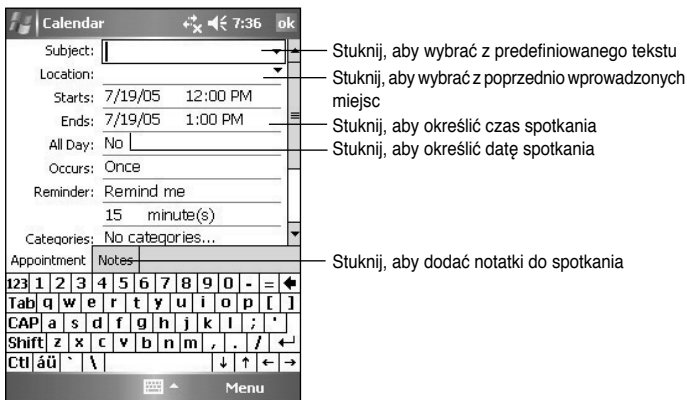 Calendar 7:36 ok
Subject:
Stuknij, aby wybrać z predefiniowanego tekstu
Location:
Stuknij, aby wybrać z poprzednio wprowadzonych
miejsc
Starts: 7/19/05 12:00 PM
Ends: 7/19/05 1:00 PM
Stuknij, aby określić czas spotkania
All Day: No
Stuknij, aby określić datę spotkania
Occurs: Once
Reminder: Remind me
15 minute(s)
Categories: No categories...
Appointment Notes
Stuknij, aby dodać notatki do spotkania
123 1 2 3 4 5 6 7 8 9 0 - =
Tab q w e r t y u i o p [ ]
CAP a s d f g h j k l ; '
Shift z x c v b n m , . /
Ctl áü ` \
Menu